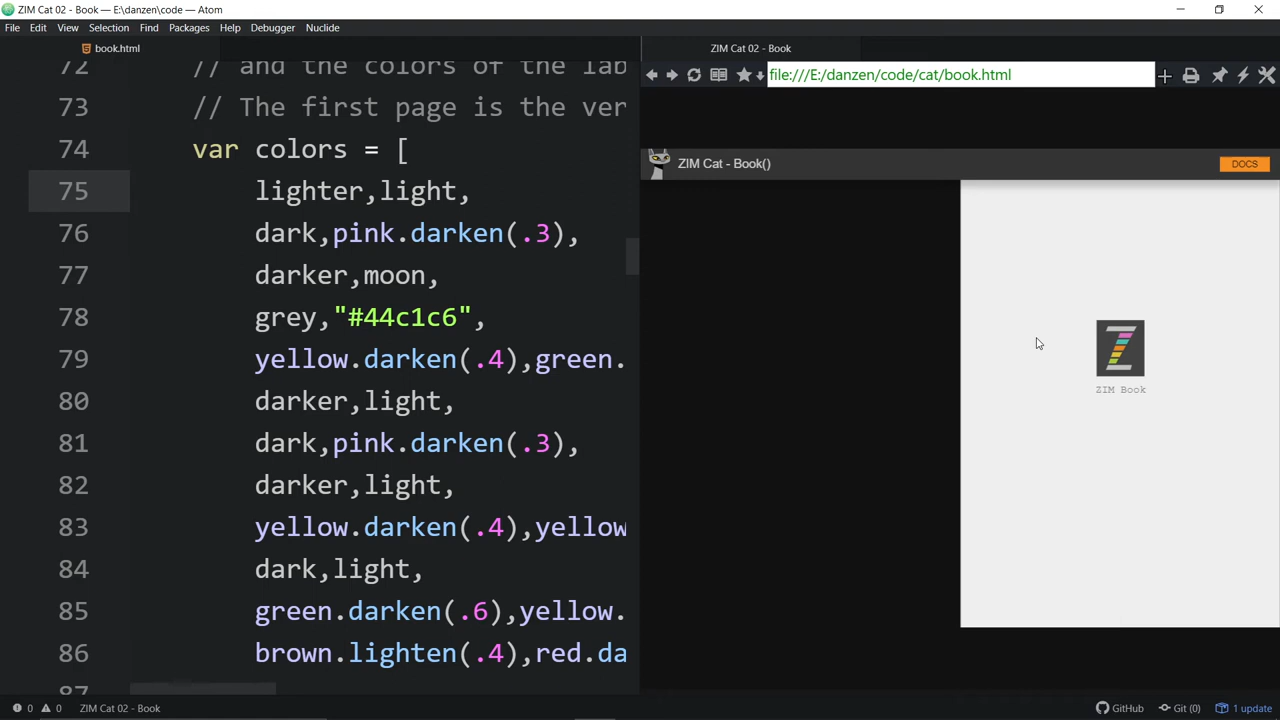 ZIM Cat 02 - Book — E:\danzen\code — Atom
File Edit View Selection Find Packages Help Debugger Nuclide
book.html
ZIM Cat 02 - Book
file:///E:/danzen/code/cat/book.html
72 // and the colors of the lab
73 // The first page is the ver
74 var colors = [
75 lighter,light,
76 dark,pink.darken(.3),
77 darker,moon,
78 grey,"#44c1c6",
79 yellow.darken(.4),green.
80 darker,light,
81 dark,pink.darken(.3),
82 darker,light,
83 yellow.darken(.4),yellow
84 dark,light,
85 green.darken(.6),yellow.
86 brown.lighten(.4),red.da
87
ZIM Cat - Book()
DOCS
Z
ZIM Book
0 0 ZIM Cat 02 - Book
GitHub Git (0) 1 update